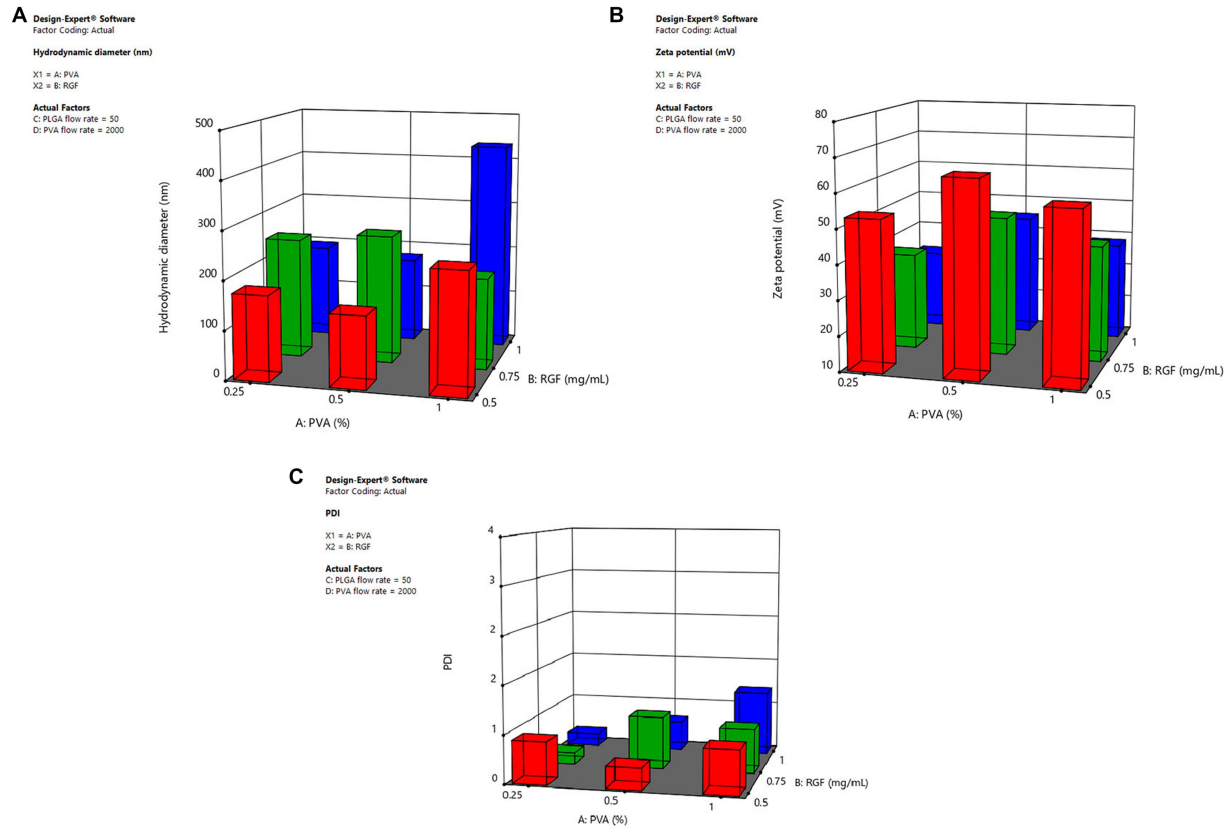 A
Design-Expert® Software
Factor Coding: Actual
Hydrodynamic diameter (nm)
X1 = A: PVA
X2 = B: RGF
Actual Factors
C: PLGA flow rate = 50
D: PVA flow rate = 2000
500
400
300
200
100
0
Hydrodynamic diameter (nm)
0.25
0.5
1
A: PVA (%)
0.5
0.75
1
B: RGF (mg/mL)
B
Design-Expert® Software
Factor Coding: Actual
Zeta potential (mV)
X1 = A: PVA
X2 = B: RGF
Actual Factors
C: PLGA flow rate = 50
D: PVA flow rate = 2000
80
70
60
50
40
30
20
10
Zeta potential (mV)
0.25
0.5
1
A: PVA (%)
0.5
0.75
1
B: RGF (mg/mL)
C
Design-Expert® Software
Factor Coding: Actual
PDI
X1 = A: PVA
X2 = B: RGF
Actual Factors
C: PLGA flow rate = 50
D: PVA flow rate = 2000
4
3
2
2
1
0
PDI
0.25
0.5
1
A: PVA (%)
0.5
0.75
1
B: RGF (mg/mL)